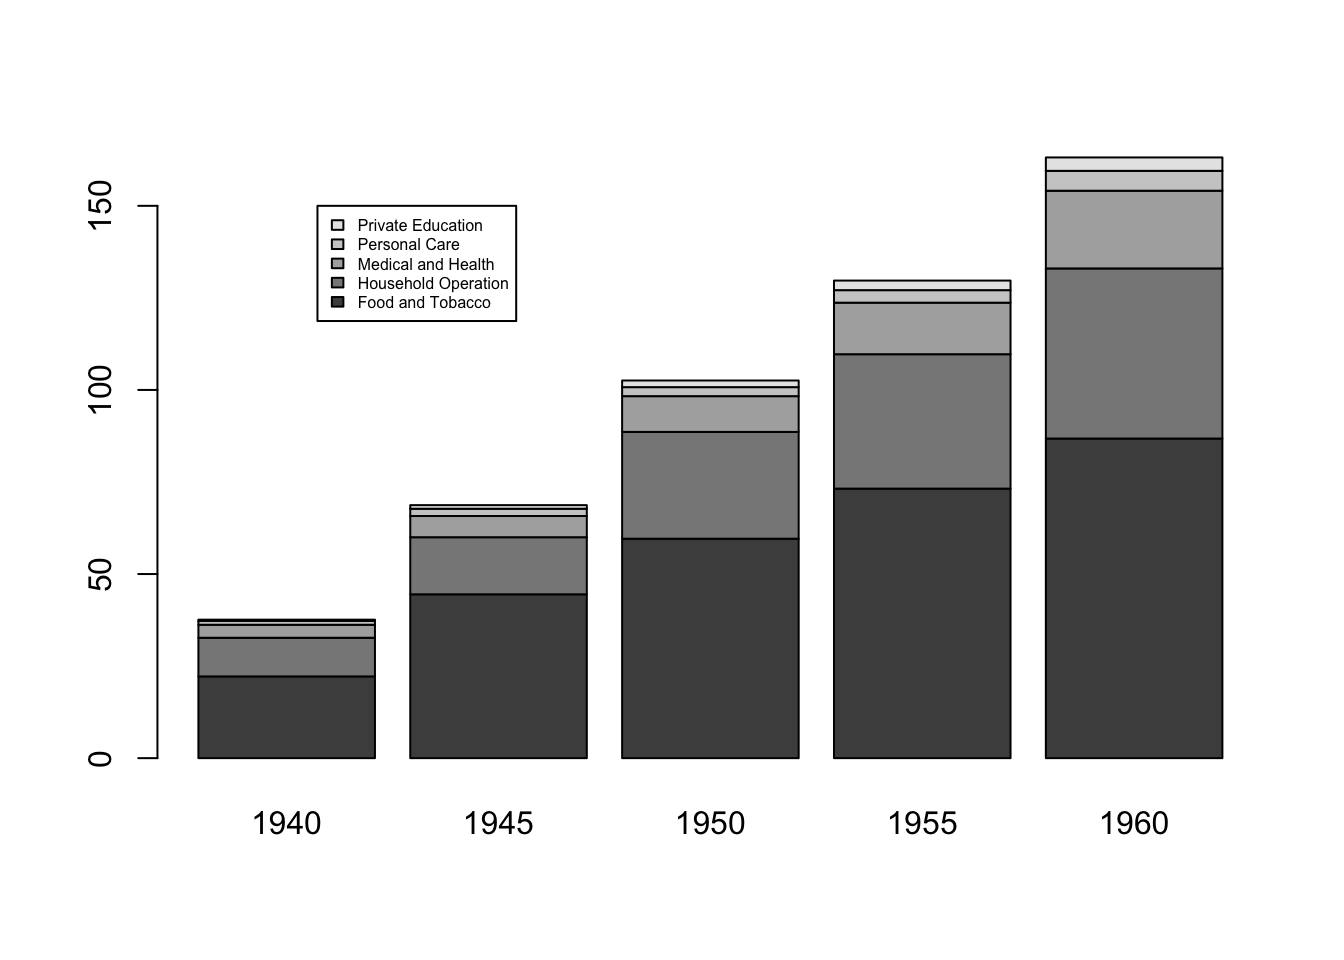 150
100
50
0
Private Education
Personal Care
Medical and Health
Household Operation
Food and Tobacco
1940 1945 1950 1955 1960